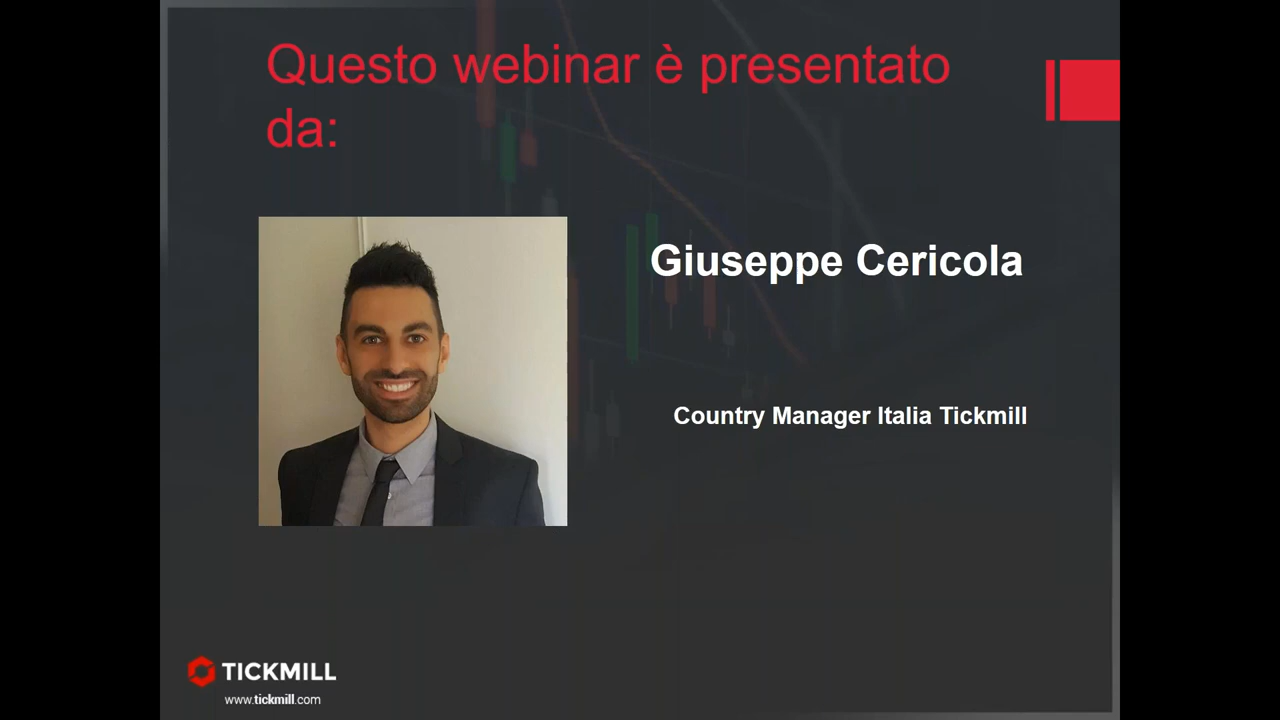 Questo webinar è presentato
da:
Giuseppe Cericola
Country Manager Italia Tickmill
TICKMILL
www.tickmill.com